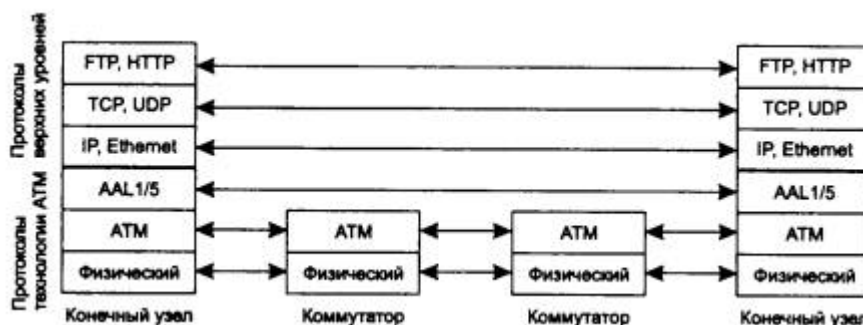 Протоколы
верхних уровней
Протоколы
технологии ATM
FTP, HTTP
FTP, HTTP
TCP, UDP
TCP, UDP
IP, Ethernet
IP, Ethernet
AAL1/5
AAL1/5
ATM
ATM
ATM
ATM
Физический
Физический
Физический
Физический
Конечный узел
Коммутатор
Коммутатор
Конечный узел